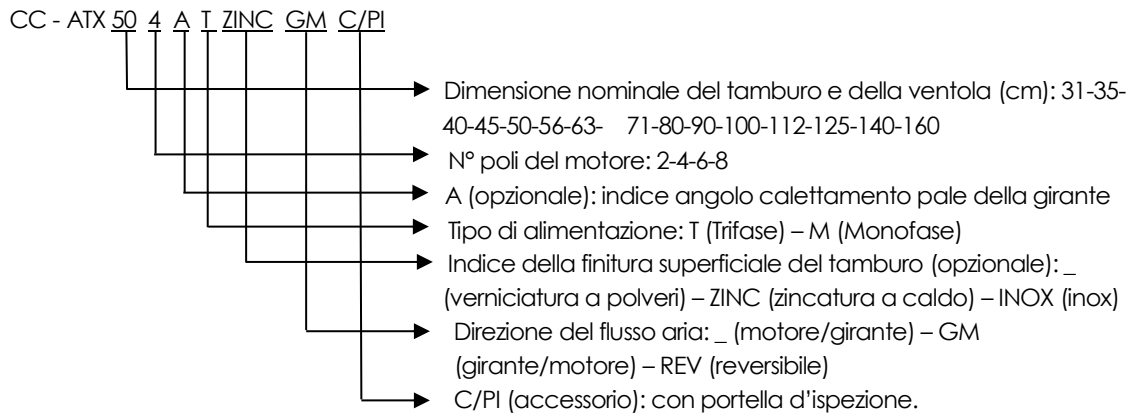 CC - ATX 50 4 A T ZINC GM C/PI
Dimensione nominale del tamburo e della ventola (cm): 31-35-
40-45-50-56-63- 71-80-90-100-112-125-140-160
N° poli del motore: 2-4-6-8
A (opzionale): indice angolo calettamento pale della girante
Tipo di alimentazione: T (Trifase) – M (Monofase)
Indice della finitura superficiale del tamburo (opzionale): _
(verniciatura a polveri) – ZINC (zincatura a caldo) – INOX (inox)
Direzione del flusso aria: _ (motore/girante) – GM
(girante/motore) – REV (reversibile)
C/PI (accessorio): con portella d'ispezione.